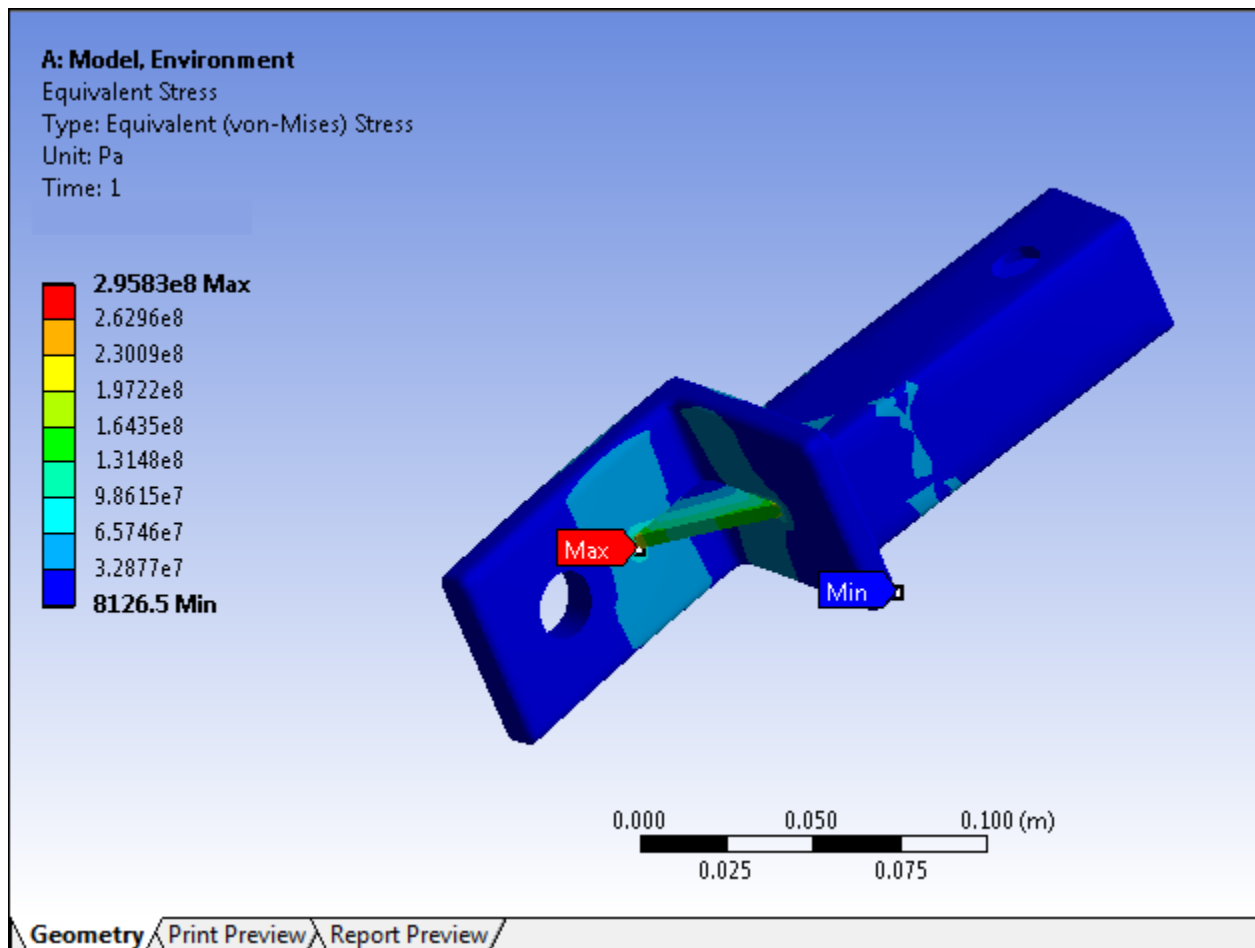 A: Model, Environment
Equivalent Stress
Type: Equivalent (von-Mises) Stress
Unit: Pa
Time: 1
2.9583e8 Max
2.6296e8
2.3009e8
1.9722e8
1.6435e8
1.3148e8
9.8615e7
6.5746e7
3.2877e7
8126.5 Min
Max
Min
0.000 0.050 0.100 (m)
0.025 0.075
Geometry Print Preview Report Preview